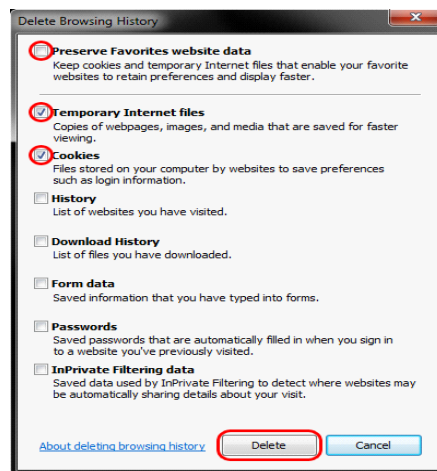 Delete Browsing History
Preserve Favorites website data
Keep cookies and temporary Internet files that enable your favorite
websites to retain preferences and display faster.
Temporary Internet files
Copies of webpages, images, and media that are saved for faster
viewing.
Cookies
Files stored on your computer by websites to save preferences
such as login information.
History
List of websites you have visited.
Download History
List of files you have downloaded.
Form data
Saved information that you have typed into forms.
Passwords
Saved passwords that are automatically filled in when you sign in
to a website you've previously visited.
InPrivate Filtering data
Saved data used by InPrivate Filtering to detect where websites may
be automatically sharing details about your visit.
About deleting browsing history Delete Cancel